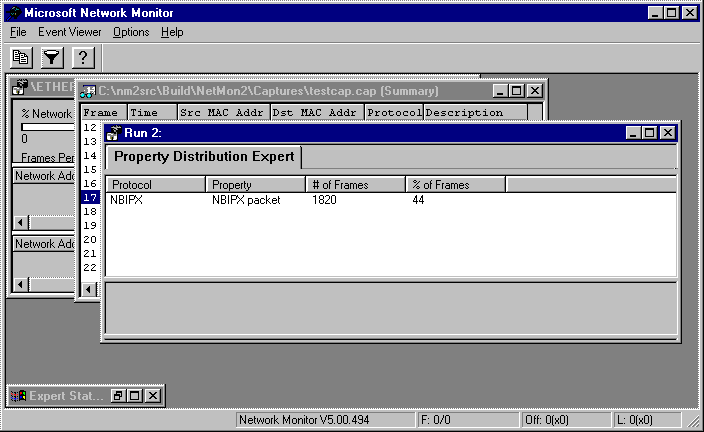 Microsoft Network Monitor
File Event Viewer Options Help
\ETHER
C:\nm2src\Build\NetMon2\Captures\testcap.cap (Summary)
% Network
0
Frames Per
Network Add
Network Add
Frame Time Src MAC Addr Dst MAC Addr Protocol Description
12
13
14
15
16
17
18
19
20
21
22
Run 2:
Property Distribution Expert
Protocol Property # of Frames % of Frames
NBIPX NBIPX packet 1820 44
Expert Stat...
Network Monitor V5.00.494 F: 0/0 Off: 0(x0) L: 0(x0)